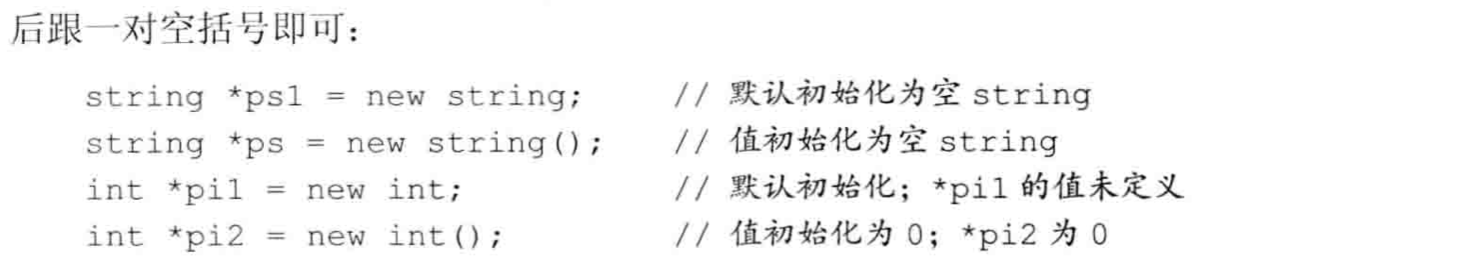 后跟一对空括号即可：
string *ps1 = new string; // 默认初始化为空 string
string *ps = new string(); // 值初始化为空 string
int *pi1 = new int; // 默认初始化；*pi1 的值未定义
int *pi2 = new int(); // 值初始化为 0；*pi2 为 0